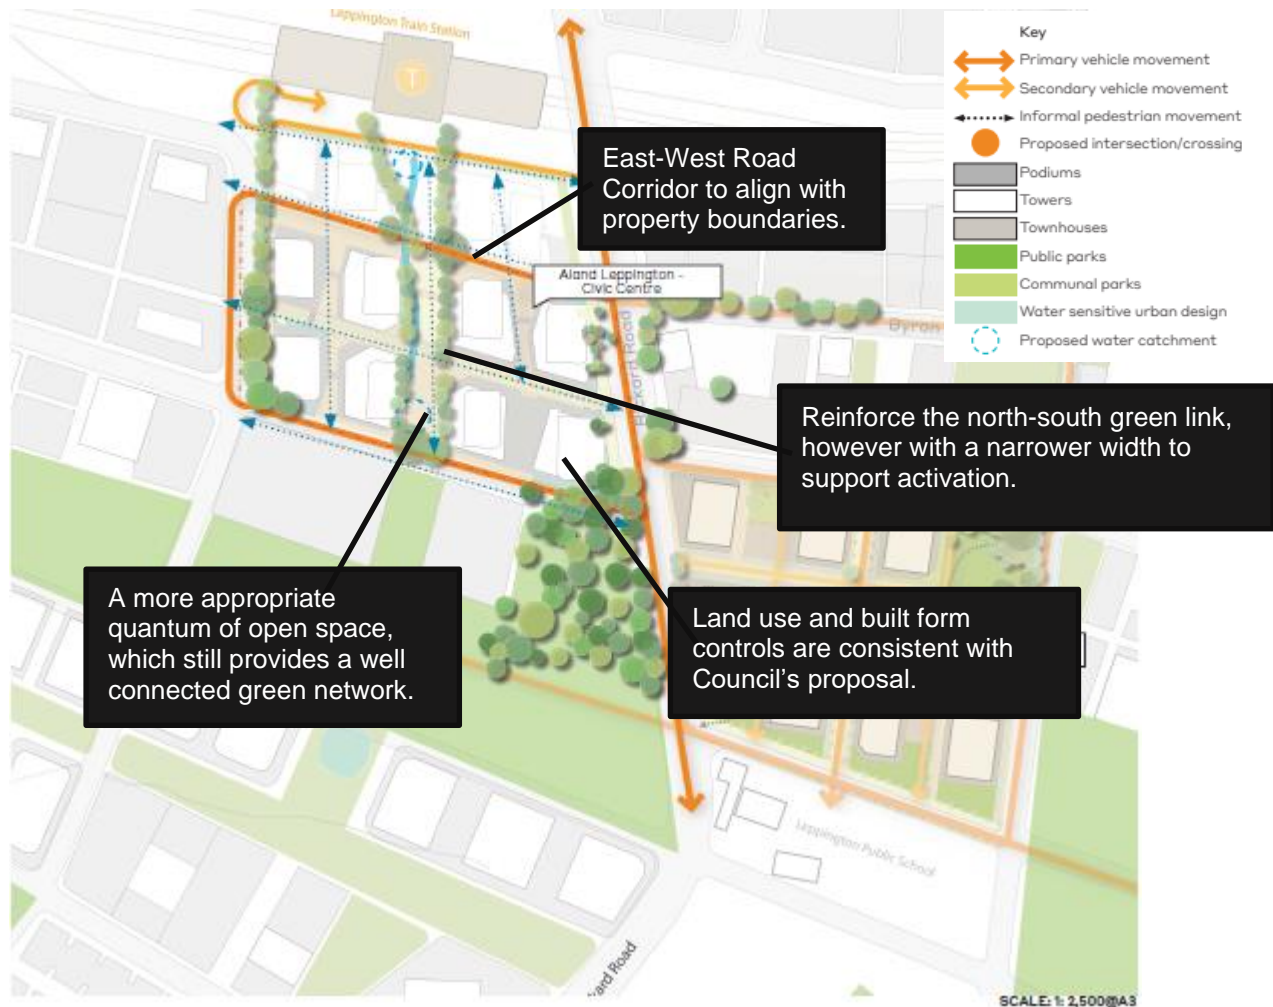 Leppington Train Station
T
Key
Primary vehicle movement
Secondary vehicle movement
Informal pedestrian movement
Proposed intersection/crossing
Podiums
Towers
Townhouses
Public parks
Communal parks
Water sensitive urban design
Proposed water catchment
East-West Road
Corridor to align with
property boundaries.
Aland Leppington -
Civic Centre
Byron
Rickard Road
Reinforce the north-south green link,
however with a narrower width to
support activation.
A more appropriate
quantum of open space,
which still provides a well
connected green network.
Land use and built form
controls are consistent with
Council's proposal.
Leppington Public School
kard Road
SCALE: 1: 2,500@A3